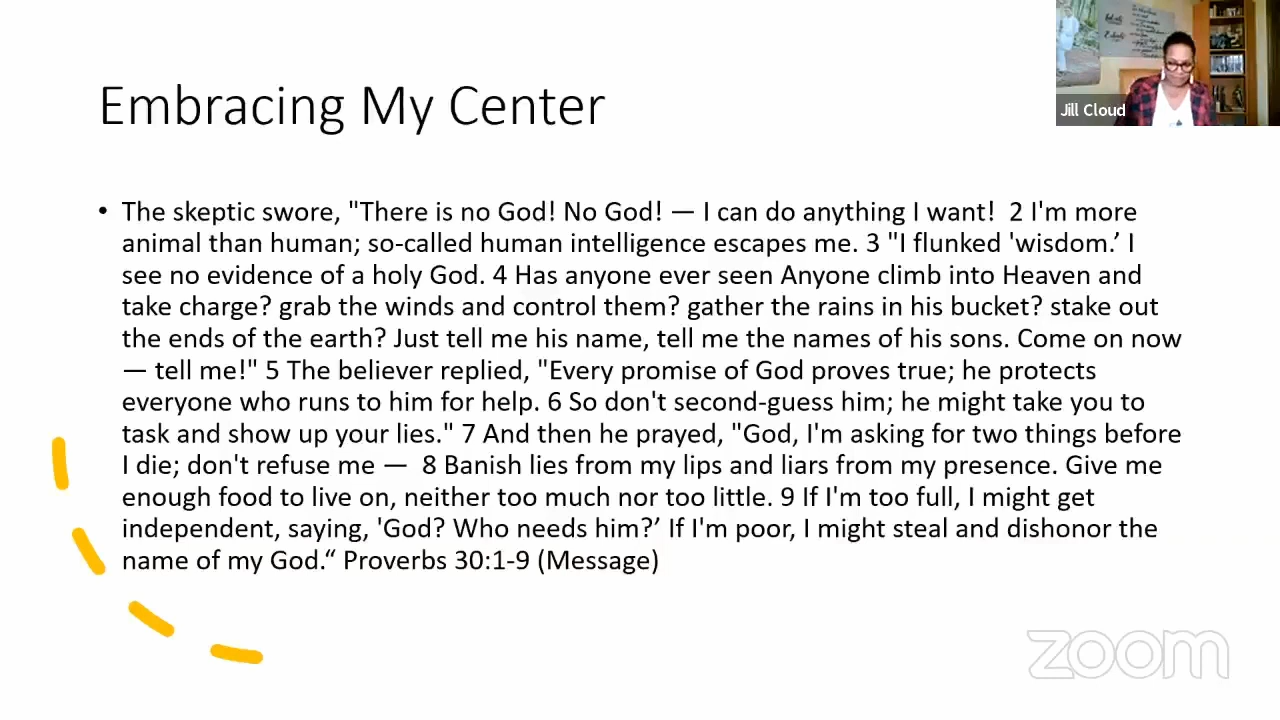 Embracing My Center
Jill Cloud
• The skeptic swore, "There is no God! No God! — I can do anything I want!  2 I'm more
animal than human; so-called human intelligence escapes me. 3 "I flunked 'wisdom.’ I
see no evidence of a holy God. 4 Has anyone ever seen Anyone climb into Heaven and
take charge? grab the winds and control them? gather the rains in his bucket? stake out
the ends of the earth? Just tell me his name, tell me the names of his sons. Come on now
— tell me!" 5 The believer replied, "Every promise of God proves true; he protects
everyone who runs to him for help. 6 So don't second-guess him; he might take you to
task and show up your lies." 7 And then he prayed, "God, I'm asking for two things before
I die; don't refuse me —  8 Banish lies from my lips and liars from my presence. Give me
enough food to live on, neither too much nor too little. 9 If I'm too full, I might get
independent, saying, 'God? Who needs him?’ If I'm poor, I might steal and dishonor the
name of my God.“ Proverbs 30:1-9 (Message)
zoom